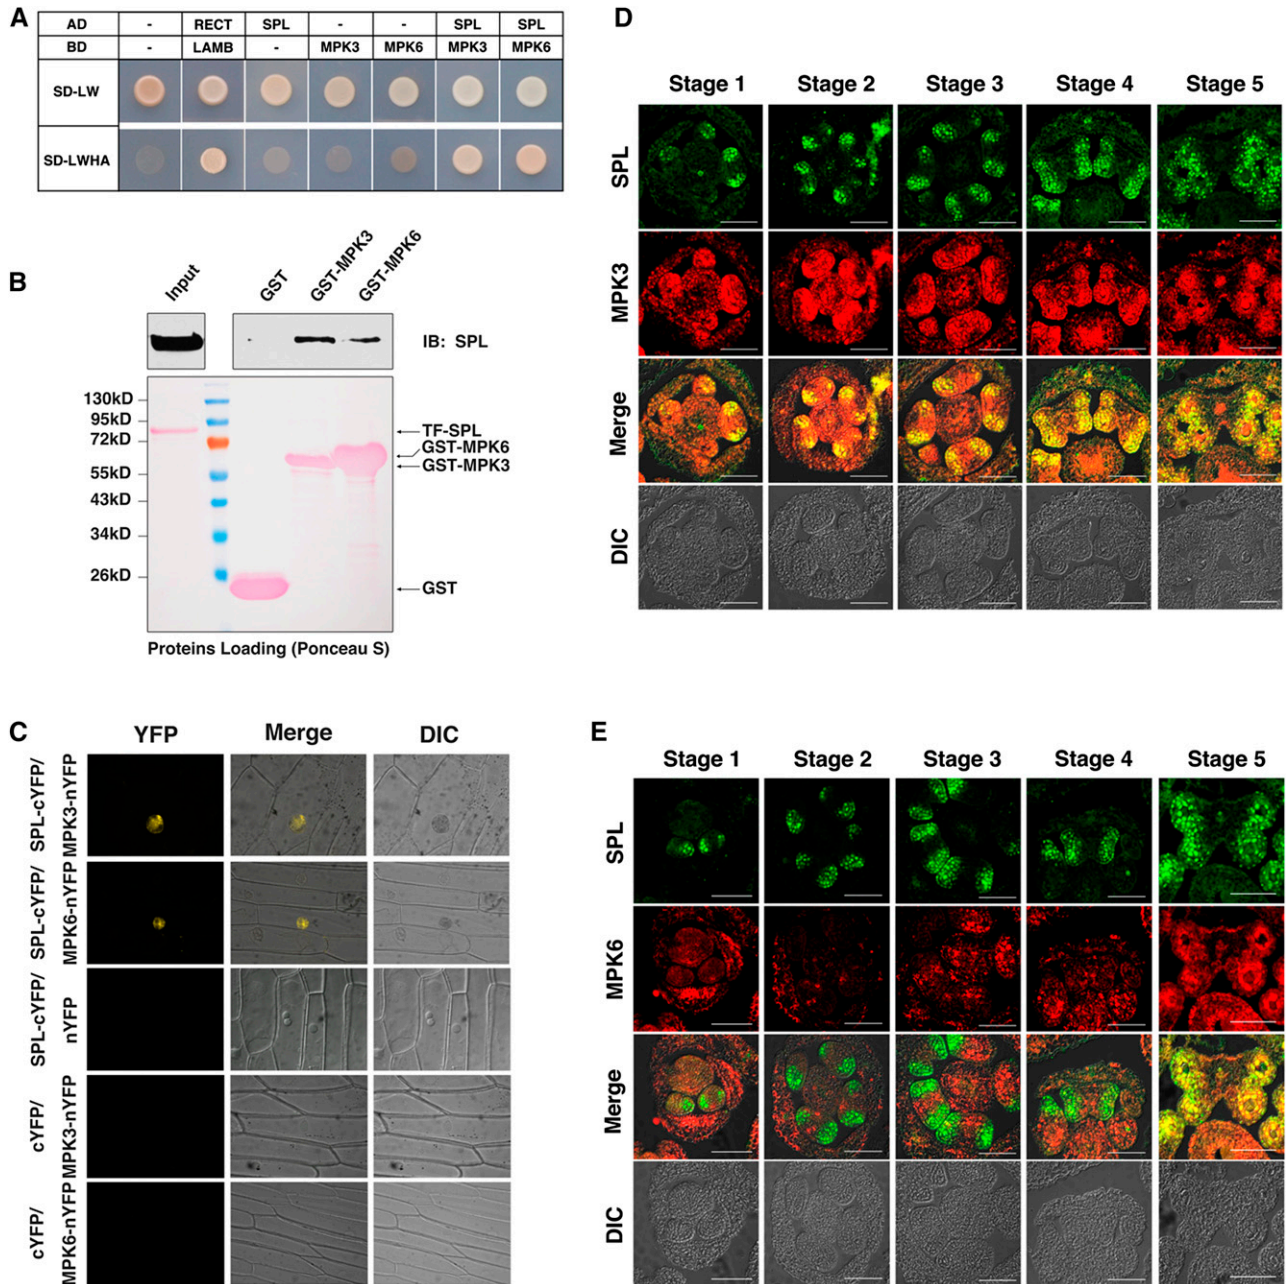 A
AD - RECT SPL - - SPL SPL
BD - LAMB - MPK3 MPK6 MPK3 MPK6
SD-LW
SD-LWHA
B
Input
GST
GST-MPK3
GST-MPK6
IB: SPL
130kD
95kD
72kD
55kD
43kD
34kD
26kD
TF-SPL
GST-MPK6
GST-MPK3
GST
Proteins Loading (Ponceau S)
C
YFP Merge DIC
SPL-cYFP/
MPK3-nYFP
SPL-cYFP/
MPK6-nYFP
SPL-cYFP/
nYFP
cYFP/
MPK3-nYFP
cYFP/
MPK6-nYFP
D
Stage 1 Stage 2 Stage 3 Stage 4 Stage 5
SPL
MPK3
Merge
DIC
E
Stage 1 Stage 2 Stage 3 Stage 4 Stage 5
SPL
MPK6
Merge
DIC